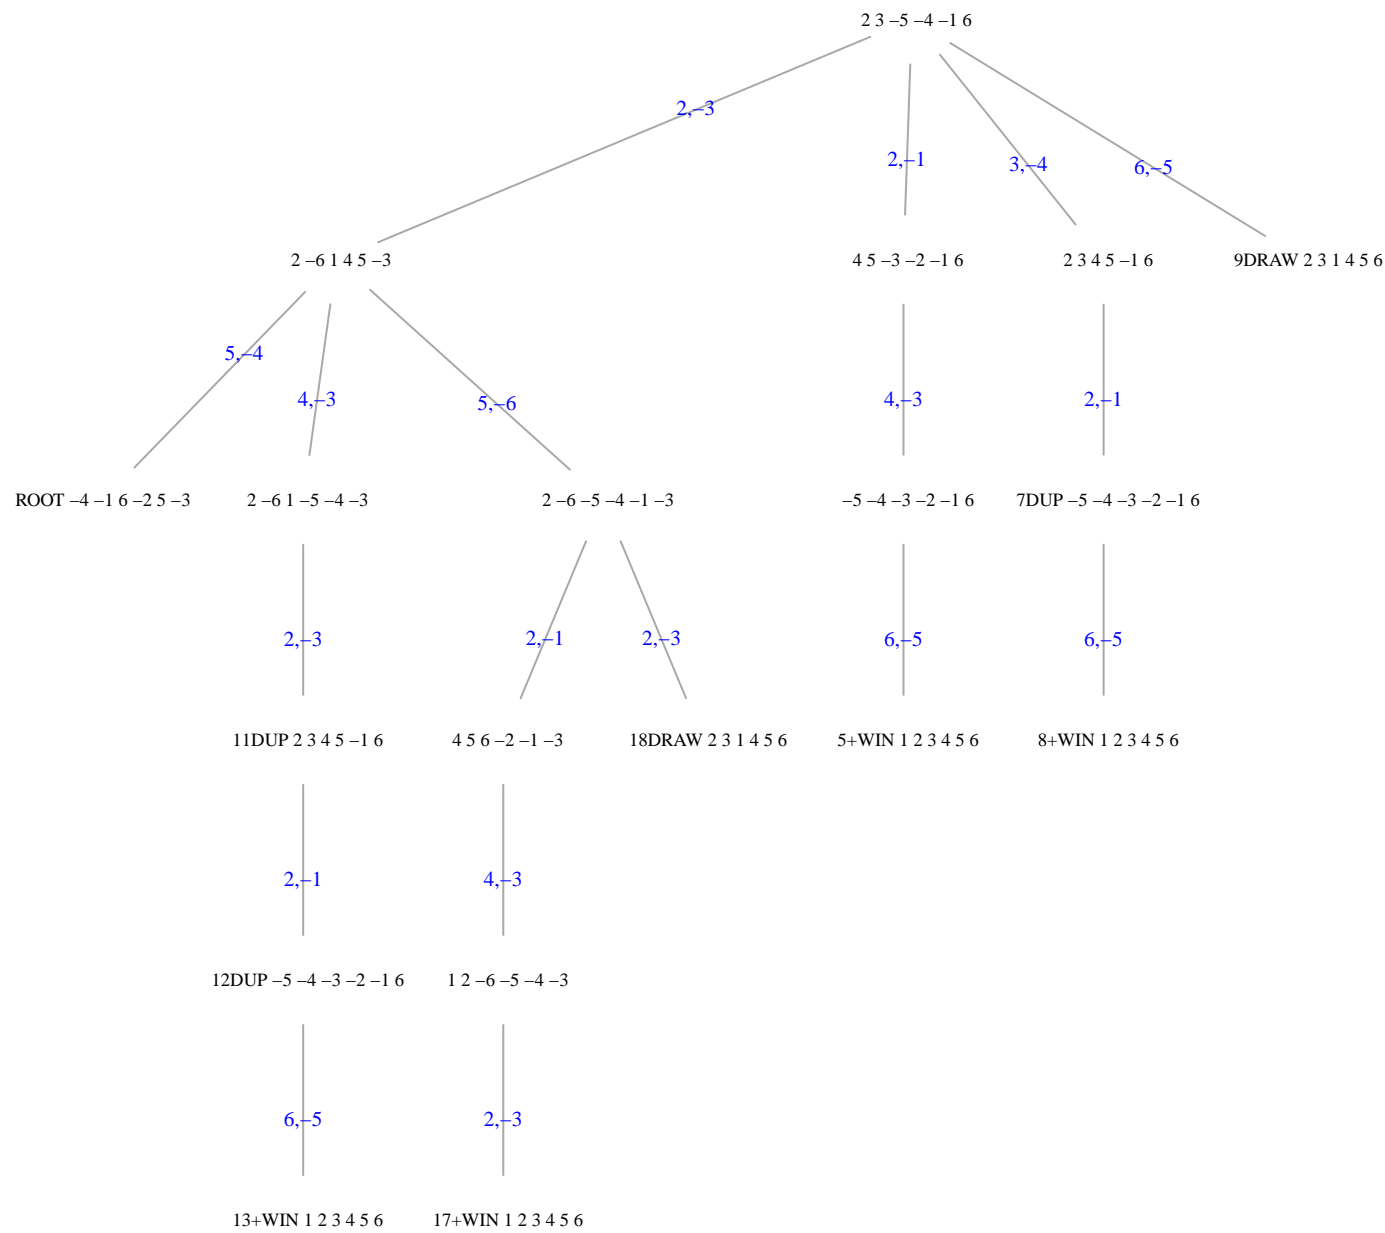 2 3 –5 –4 –1 6
2,–3
2,–1
3,–4
6,–5
2 –6 1 4 5 –3
4 5 –3 –2 –1 6
2 3 4 5 –1 6
9DRAW 2 3 1 4 5 6
5,–4
4,–3
5,–6
4,–3
2,–1
ROOT –4 –1 6 –2 5 –3
2 –6 1 –5 –4 –3
2 –6 –5 –4 –1 –3
–5 –4 –3 –2 –1 6
7DUP –5 –4 –3 –2 –1 6
2,–3
2,–1
2,–3
6,–5
6,–5
11DUP 2 3 4 5 –1 6
4 5 6 –2 –1 –3
18DRAW 2 3 1 4 5 6
5+WIN 1 2 3 4 5 6
8+WIN 1 2 3 4 5 6
2,–1
4,–3
12DUP –5 –4 –3 –2 –1 6
1 2 –6 –5 –4 –3
6,–5
2,–3
13+WIN 1 2 3 4 5 6
17+WIN 1 2 3 4 5 6